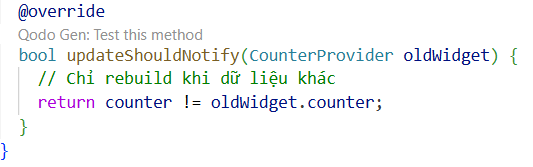 @override
Qodo Gen: Test this method
bool updateShouldNotify(CounterProvider oldWidget) {
// Chỉ rebuild khi dữ liệu khác
return counter != oldWidget.counter;
}
}